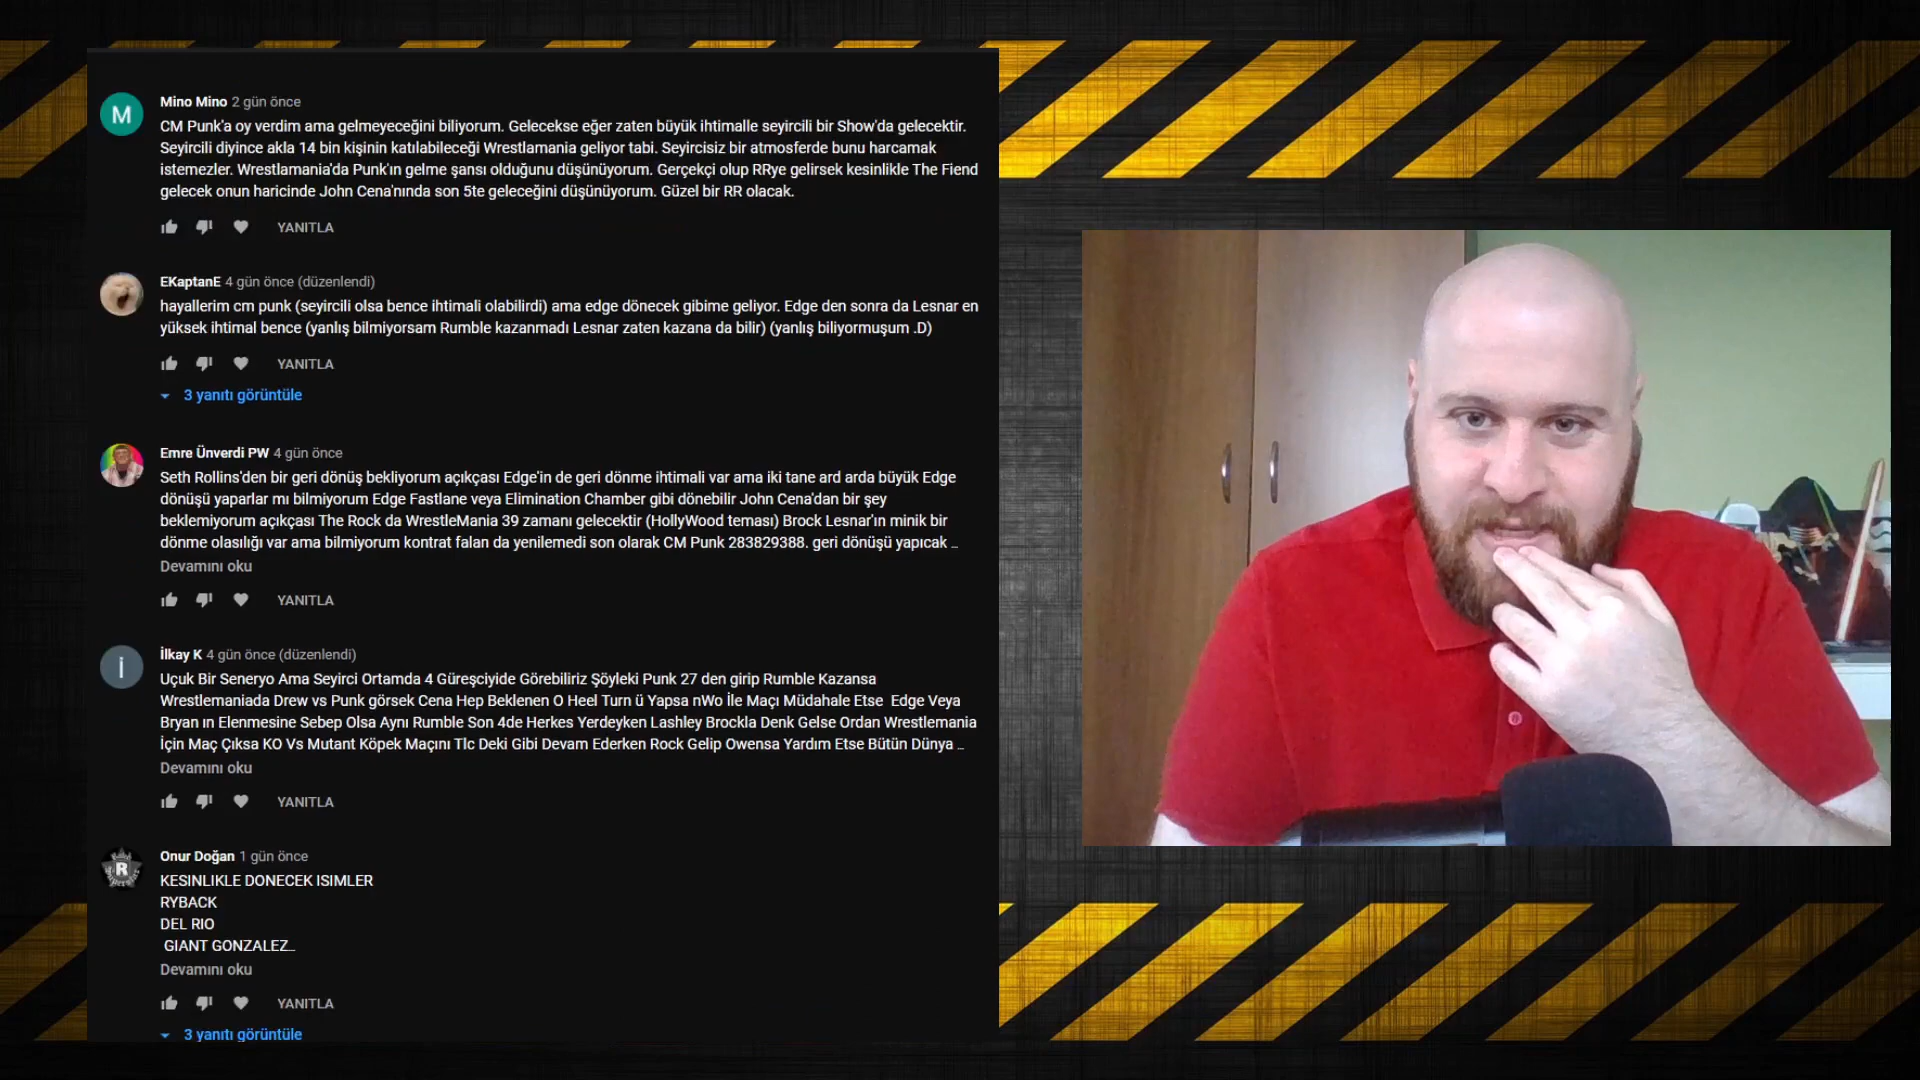 M
Mino Mino 2 gün önce
CM Punk'a oy verdim ama gelmeyeceğini biliyorum. Gelecekse eğer zaten büyük ihtimalle seyircili bir Show'da gelecektir.
Seyircili diyince akla 14 bin kişinin katılabileceği Wrestlamania geliyor tabi. Seyircisiz bir atmosferde bunu harcamak
istemezler. Wrestlamania'da Punk'ın gelme şansı olduğunu düşünüyorum. Gerçekçi olup RRye gelirsek kesinlikle The Fiend
gelecek onun haricinde John Cena'nında son 5te geleceğini düşünüyorum. Güzel bir RR olacak.
YANITLA
EKaptanE 4 gün önce (düzenlendi)
hayallerim cm punk (seyircili olsa bence ihtimali olabilirdi) ama edge dönecek gibime geliyor. Edge den sonra da Lesnar en
yüksek ihtimal bence (yanlış bilmiyorsam Rumble kazanmadı Lesnar zaten kazana da bilir) (yanlış biliyormuşum .D)
YANITLA
3 yanıtı görüntüle
Emre Ünverdi PW 4 gün önce
Seth Rollins'den bir geri dönüş bekliyorum açıkçası Edge'in de geri dönme ihtimali var ama iki tane ard arda büyük Edge
dönüşü yaparlar mı bilmiyorum Edge Fastlane veya Elimination Chamber gibi dönebilir John Cena'dan bir şey
beklemiyorum açıkçası The Rock da WrestleMania 39 zamanı gelecektir (HollyWood teması) Brock Lesnar'ın minik bir
dönme olasılığı var ama bilmiyorum kontrat falan da yenilemedi son olarak CM Punk 283829388. geri dönüşü yapıcak ...
Devamını oku
YANITLA
İ
İlkay K 4 gün önce (düzenlendi)
Uçuk Bir Seneryo Ama Seyirci Ortamda 4 Güreşciyide Görebiliriz Şöyleki Punk 27 den girip Rumble Kazansa
Wrestlemaniada Drew vs Punk görsek Cena Hep Beklenen O Heel Turn ü Yapsa nWo İle Maçı Müdahale Etse  Edge Veya
Bryan ın Elenmesine Sebep Olsa Aynı Rumble Son 4de Herkes Yerdeyken Lashley Brockla Denk Gelse Ordan Wrestlemania
İçin Maç Çıksa KO Vs Mutant Köpek Maçını Tlc Deki Gibi Devam Ederken Rock Gelip Owensa Yardım Etse Bütün Dünya ...
Devamını oku
YANITLA
R
Onur Doğan 1 gün önce
KESINLIKLE DONECEK ISIMLER
RYBACK
DEL RIO
GIANT GONZALEZ...
Devamını oku
YANITLA
3 yanıtı görüntüle